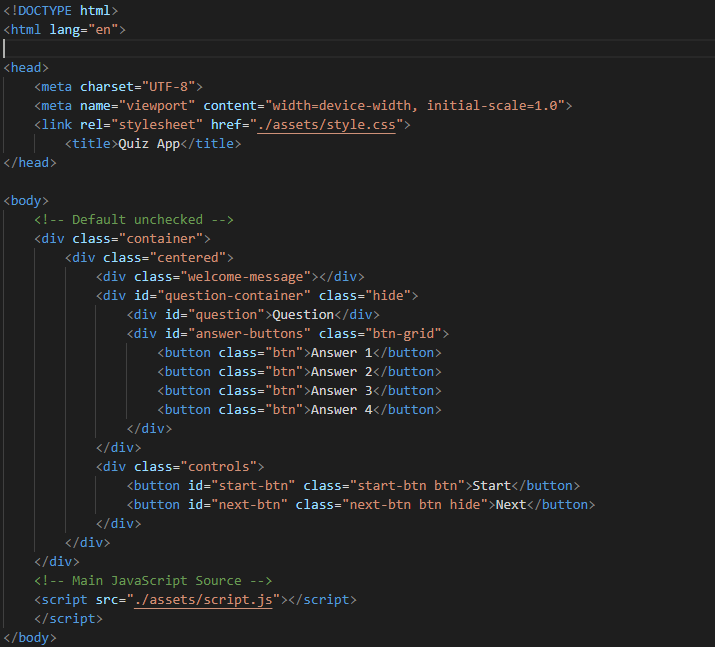 <!DOCTYPE html>
<html lang="en">

<head>
    <meta charset="UTF-8">
    <meta name="viewport" content="width=device-width, initial-scale=1.0">
    <link rel="stylesheet" href="./assets/style.css">
        <title>Quiz App</title>
</head>

<body>
    <!-- Default unchecked -->
    <div class="container">
        <div class="centered">
            <div class="welcome-message"></div>
            <div id="question-container" class="hide">
                <div id="question">Question</div>
                <div id="answer-buttons" class="btn-grid">
                    <button class="btn">Answer 1</button>
                    <button class="btn">Answer 2</button>
                    <button class="btn">Answer 3</button>
                    <button class="btn">Answer 4</button>
                </div>
            </div>
            <div class="controls">
                <button id="start-btn" class="start-btn btn">Start</button>
                <button id="next-btn" class="next-btn btn hide">Next</button>
            </div>
        </div>
    </div>
    <!-- Main JavaScript Source -->
    <script src="./assets/script.js"></script>
    </script>
</body>